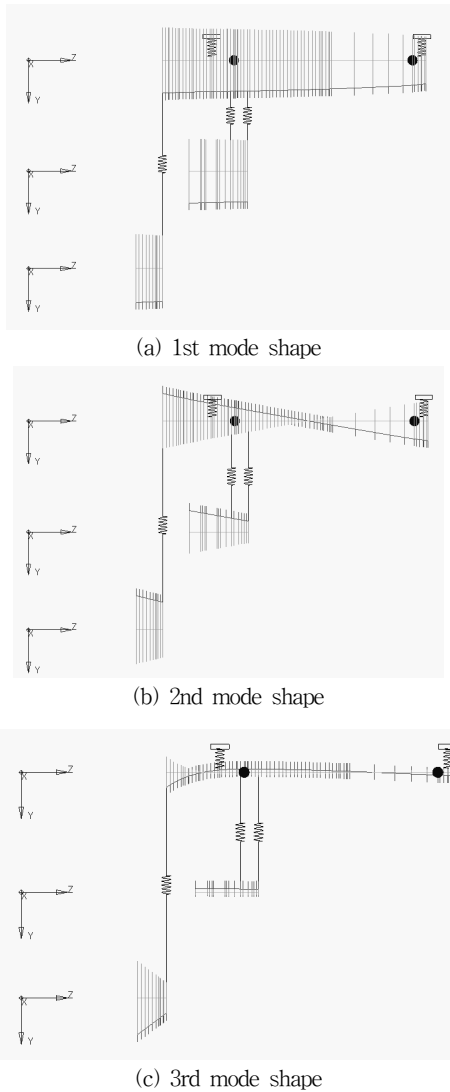 X Z
Y
X Z
Y
X Z
Y
(a) 1st mode shape
X Z
Y
X Z
Y
X Z
Y
(b) 2nd mode shape
X Z
Y
X Z
Y
X Z
Y
(c) 3rd mode shape